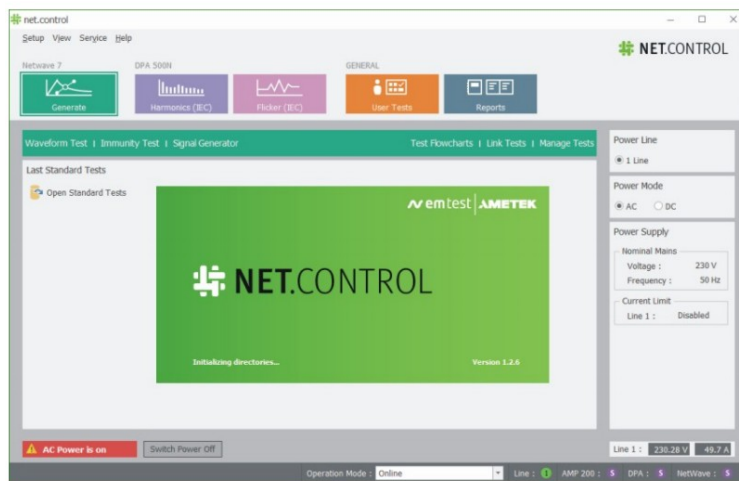 net.control
Setup View Service Help
NET.CONTROL
Netwave 7
DPA 500N
GENERAL
Generate
Harmonics (IEC)
Flicker (IEC)
User Tests
Reports
Waveform Test | Immunity Test | Signal Generator
Test Flowcharts | Link Tests | Manage Tests
Last Standard Tests
Open Standard Tests
emtest AMETEK
NET.CONTROL
Initializing directories...
Version 1.2.6
Power Line
1 Line
Power Mode
AC DC
Power Supply
Nominal Mains
Voltage : 230 V
Frequency : 50 Hz
Current Limit
Line 1 : Disabled
AC Power is on
Switch Power Off
Line 1 : 230.28 V 49.7 A
Operation Mode : Online
Line : 1 AMP 200 : S DPA : S NetWave : S